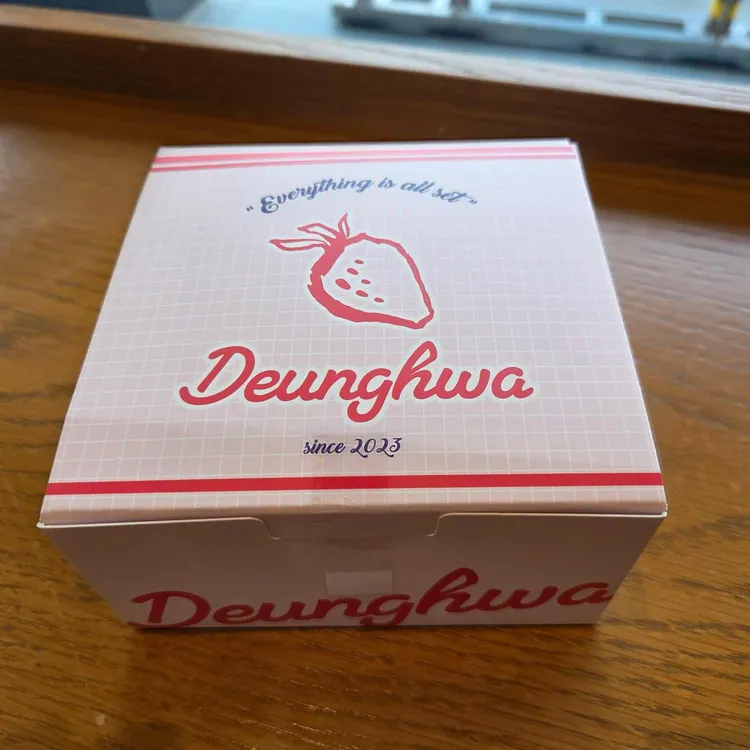 "Everything is all set"
Deunghwa
since 2023
Deunghwa